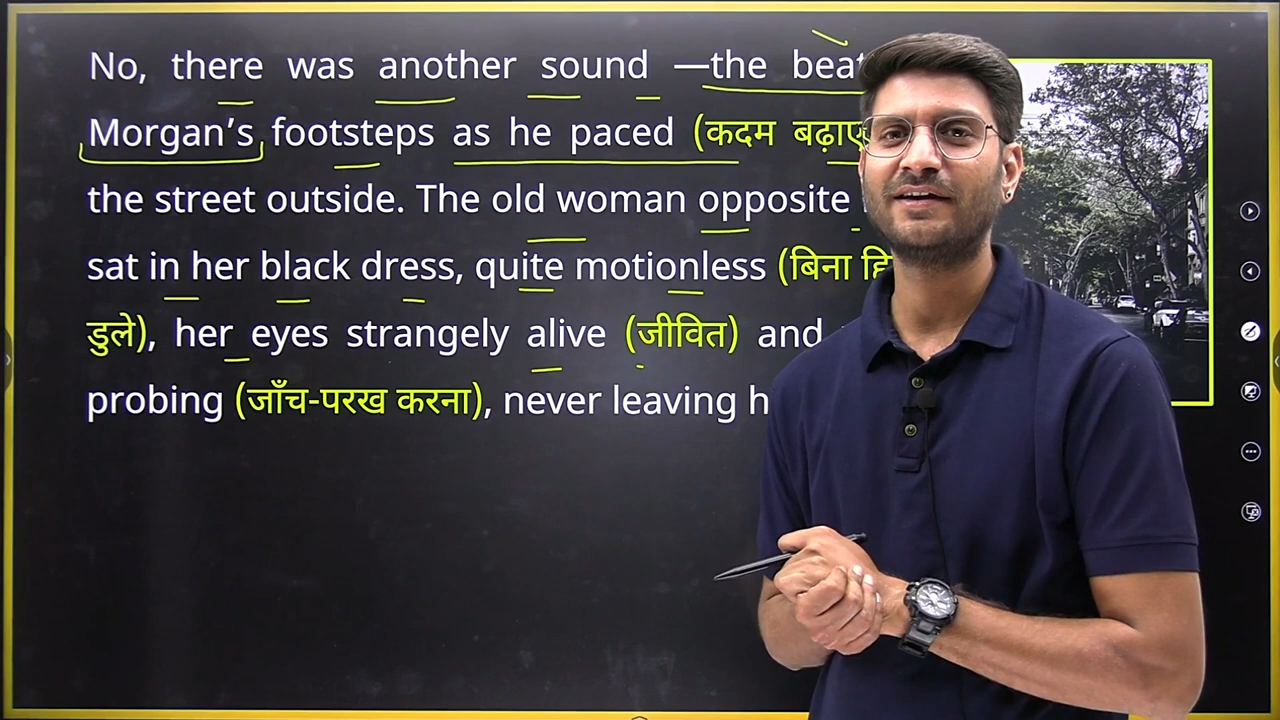 No, there was another sound —the beat
Morgan’s footsteps as he paced (कदम बढ़ाए
the street outside. The old woman opposite
sat in her black dress, quite motionless (बिना
डुले), her eyes strangely alive (जीवित) and
probing (जाँच-परख करना), never leaving